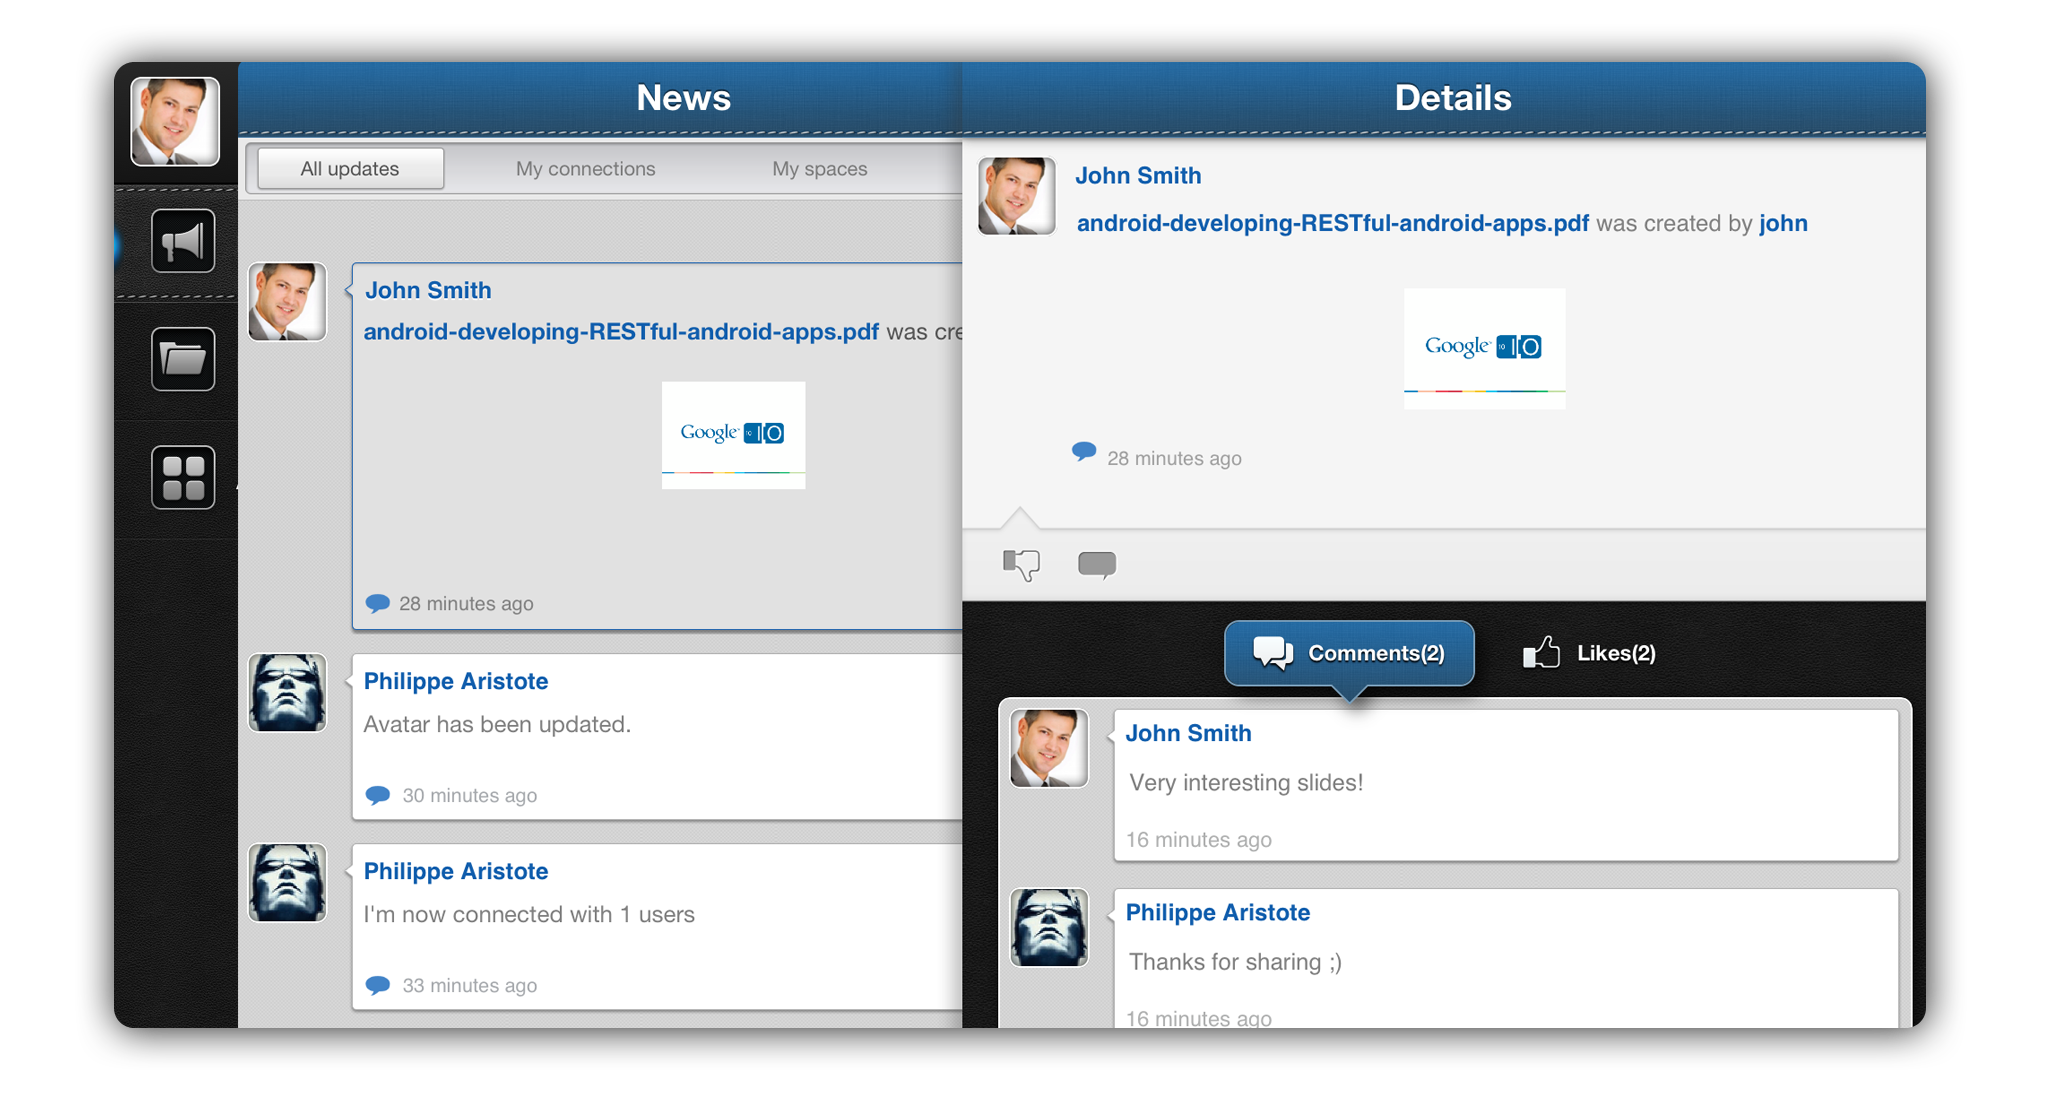 News
All updates
My connections
My spaces
John Smith
android-developing-RESTful-android-apps.pdf was cre
Google IO
28 minutes ago
Philippe Aristote
Avatar has been updated.
30 minutes ago
Philippe Aristote
I'm now connected with 1 users
33 minutes ago
Details
John Smith
android-developing-RESTful-android-apps.pdf was created by john
Google IO
28 minutes ago
Comments(2)
Likes(2)
John Smith
Very interesting slides!
16 minutes ago
Philippe Aristote
Thanks for sharing ;)
16 minutes ago